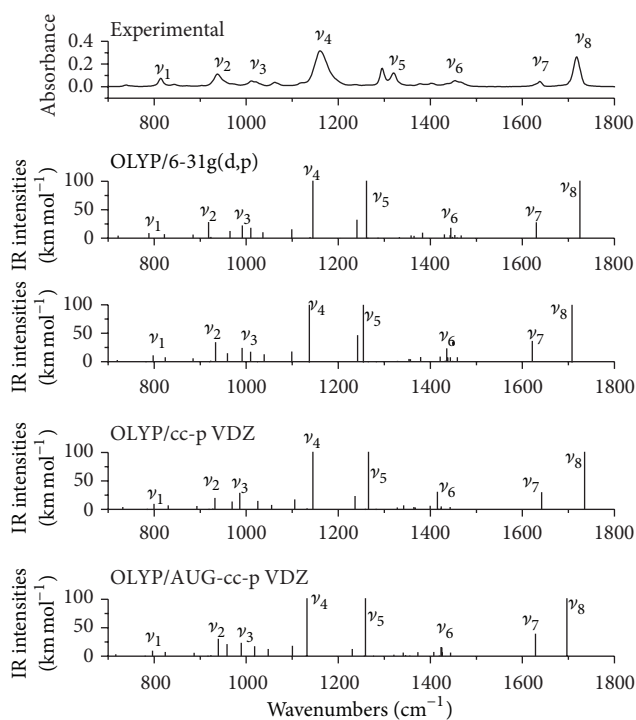 Experimental
Absorbance
0.4
0.2
0.0
ν1
ν2
ν3
ν4
ν5
ν6
ν7
ν8
800 1000 1200 1400 1600 1800
OLYP/6-31g(d,p)
IR intensities
(km mol−1)
100
50
0
ν1
ν2
ν3
ν4
ν5
ν6
ν7
ν8
800 1000 1200 1400 1600 1800
IR intensities
(km mol−1)
100
50
0
ν1
ν2
ν3
ν4
ν5
ν6
ν7
ν8
800 1000 1200 1400 1600 1800
OLYP/cc-p VDZ
IR intensities
(km mol−1)
100
50
0
ν1
ν2
ν3
ν4
ν5
ν6
ν7
ν8
800 1000 1200 1400 1600 1800
OLYP/AUG-cc-p VDZ
IR intensities
(km mol−1)
100
50
0
ν1
ν2
ν3
ν4
ν5
ν6
ν7
ν8
800 1000 1200 1400 1600 1800
Wavenumbers (cm−1)